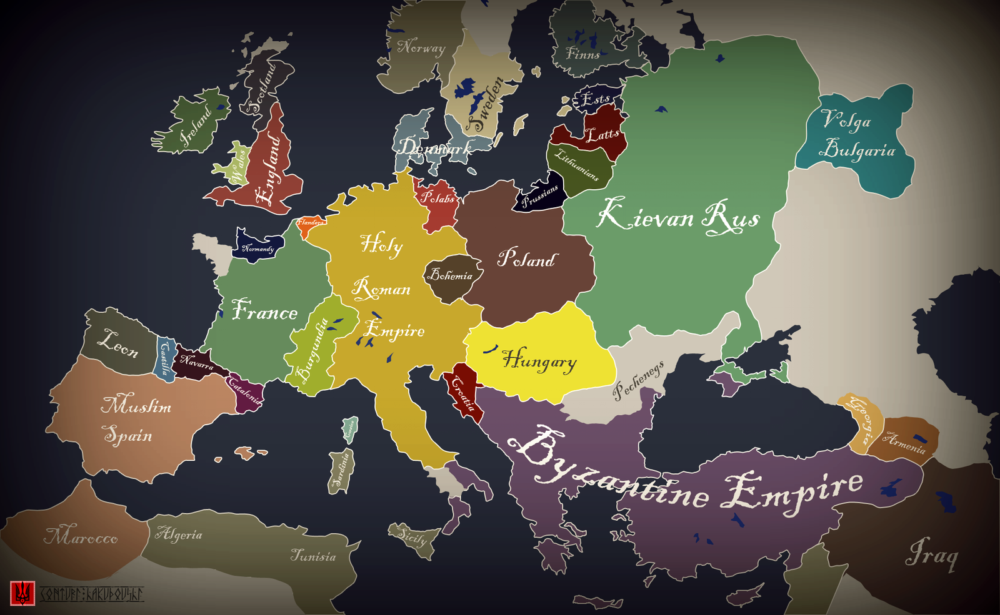 Norway
Finns
Scotland
Sweden
Ests
Ireland
Latts
Volga
Bulgaria
Denmark
Wales
England
Lithuanians
Polabs
Prussians
Kievan Rus
Flanders
Holy
Roman
Empire
Normandy
Poland
Bohemia
France
Burgundia
Leon
Castilla
Navarra
Catalonia
Hungary
Pechenegs
Croatia
Muslim
Spain
Corsica
Sardinia
Georgia
Armenia
Byzantine Empire
Marocco
Algeria
Tunisia
Sicily
Iraq